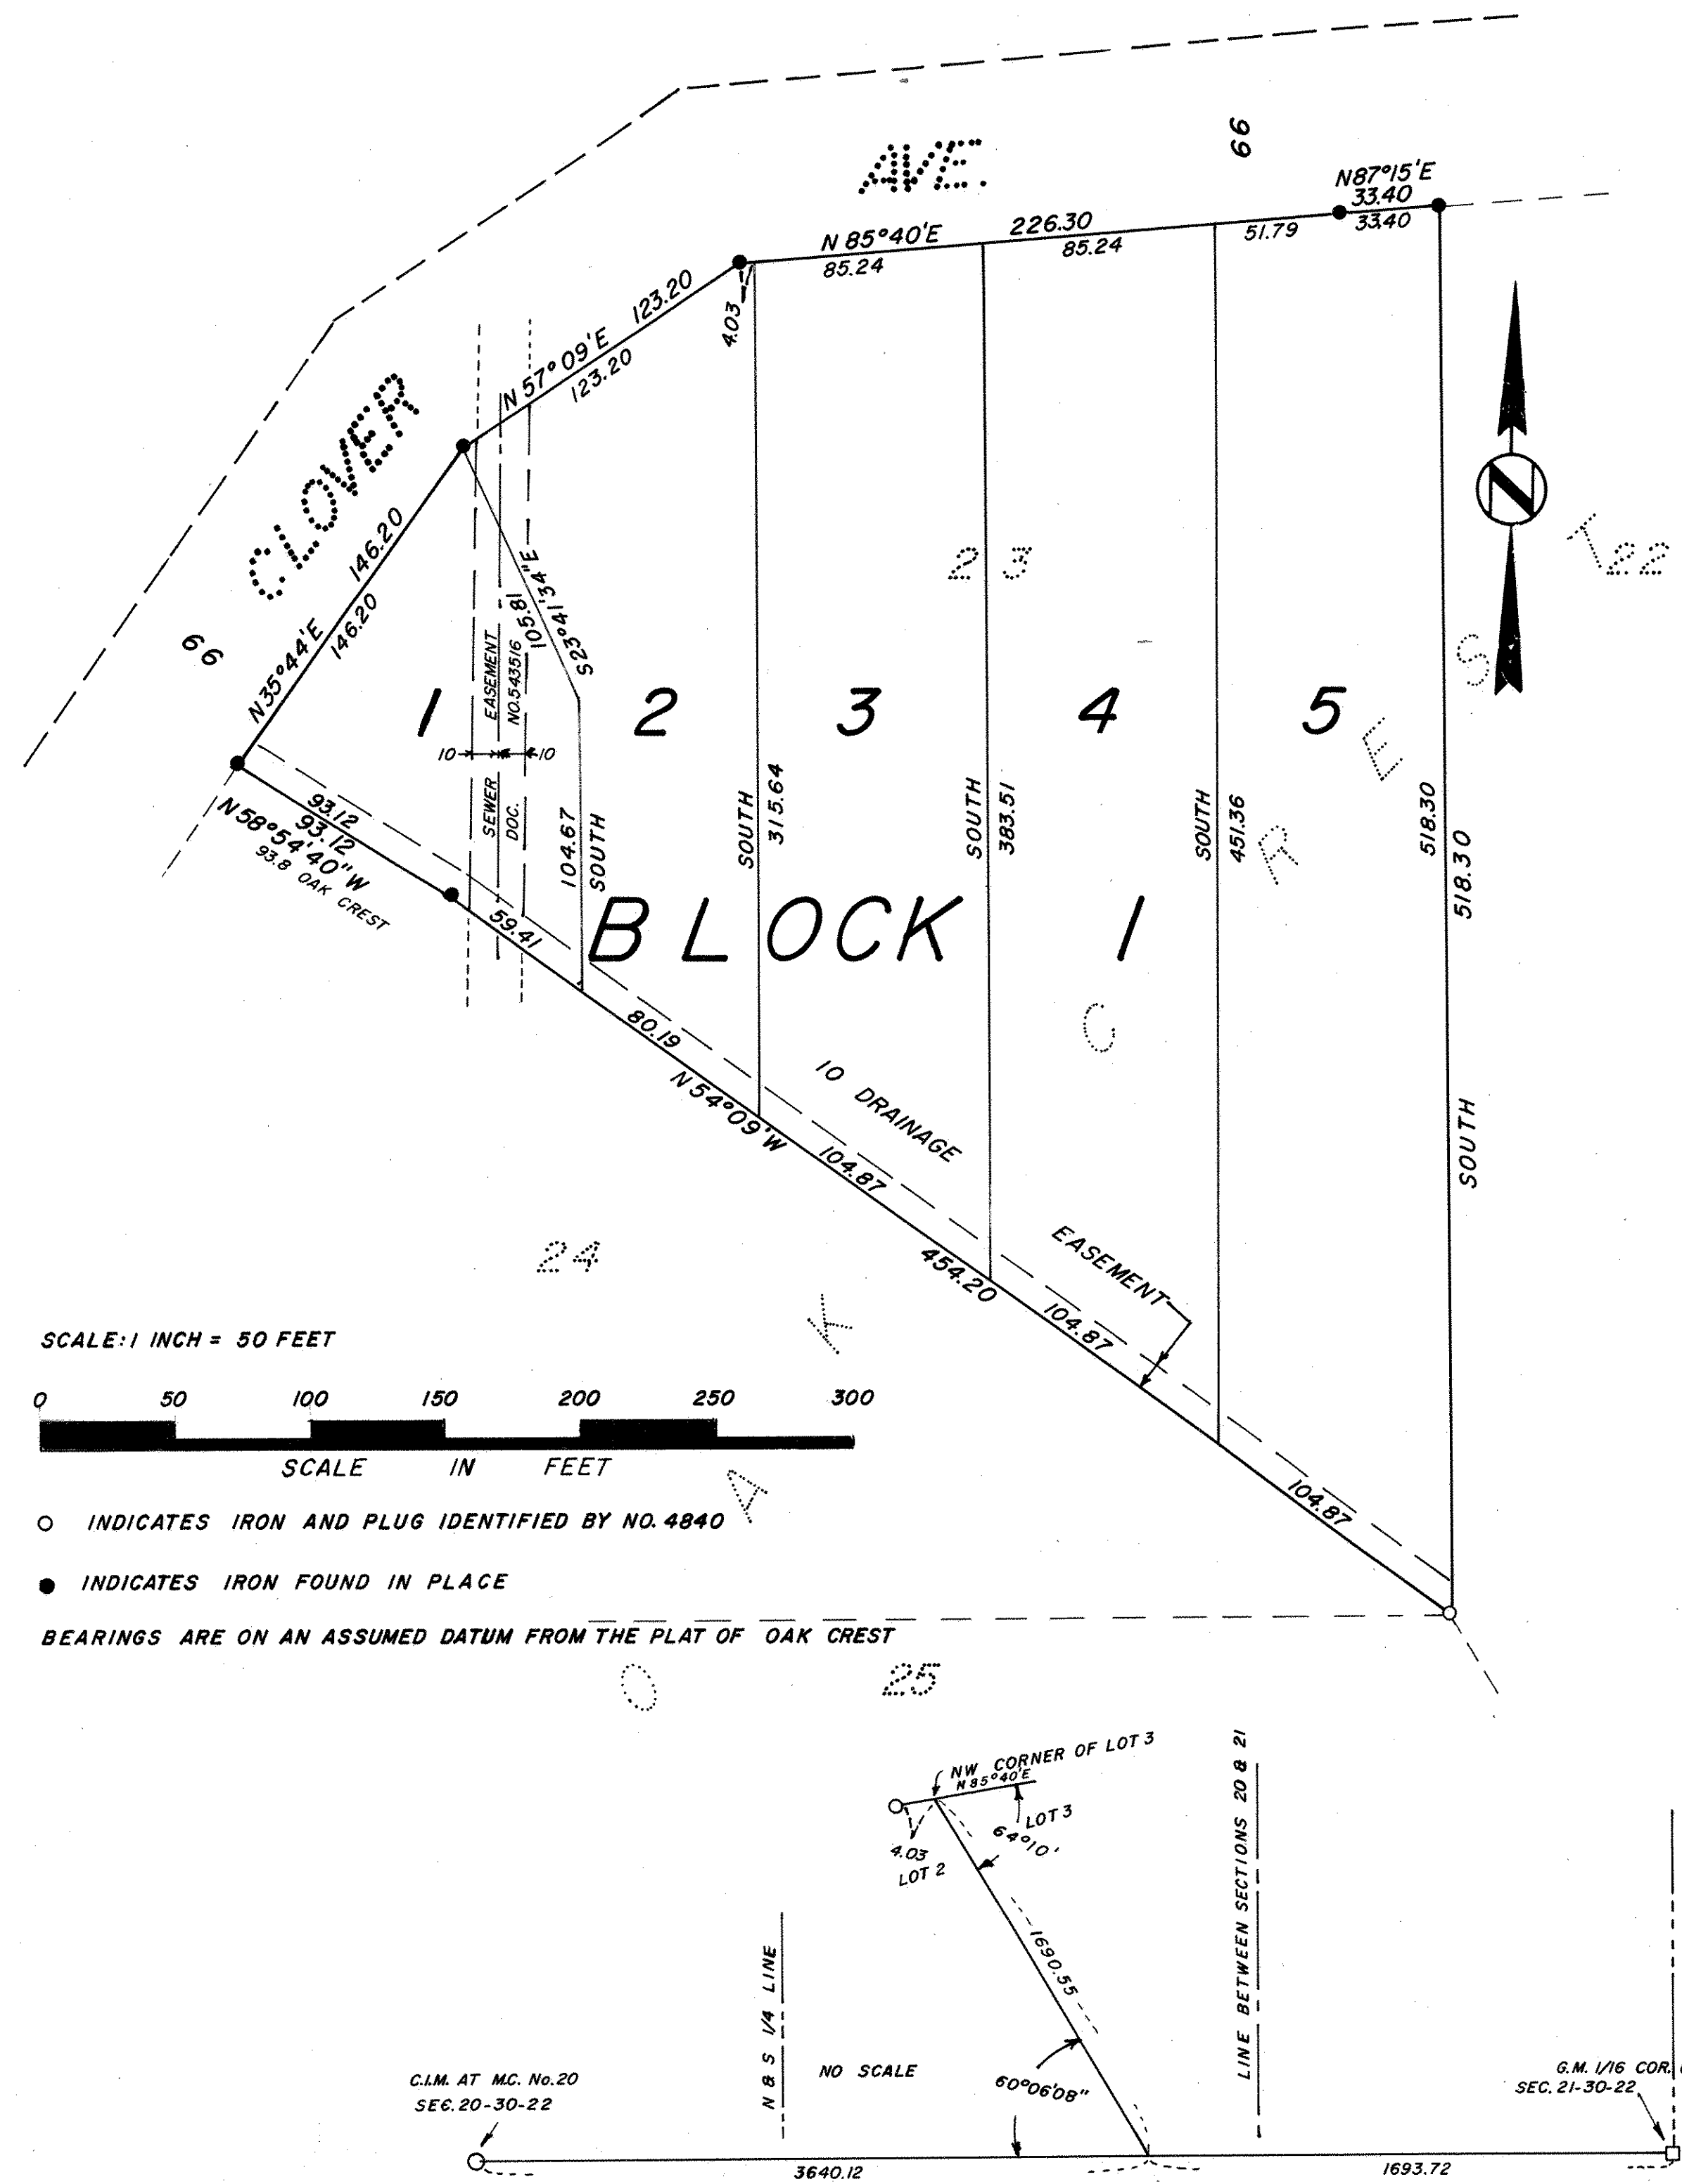 AVE.
66
N87°15'E
33.40
33.40
N 85°40'E
226.30
85.24
85.24
51.79
4.03
N 57°09'E
123.20
123.20
CLOVER
66
N35°44'E
146.20
146.20
105.81
S23°41'34"E
SEWER EASEMENT
DOC. NO.543516
10
10
1
2
3
4
5
23
22
T
S
E
R
C
K
A
O
93.12
93.12
N58°54'40"W
93.8 OAK CREST
59.41
104.67
SOUTH
SOUTH
315.64
SOUTH
383.51
SOUTH
451.36
518.30
518.30
SOUTH
BLOCK 1
80.19
N54°09'W
10 DRAINAGE
EASEMENT
104.87
454.20
104.87
104.87
N
24
25
SCALE: 1 INCH = 50 FEET
0 50 100 150 200 250 300
SCALE IN FEET
INDICATES IRON AND PLUG IDENTIFIED BY NO. 4840
INDICATES IRON FOUND IN PLACE
BEARINGS ARE ON AN ASSUMED DATUM FROM THE PLAT OF OAK CREST
NW CORNER OF LOT 3
N 85°40'E
LOT 3
64°10'
4.03
LOT 2
1690.55
60°06'08"
N & S 1/4 LINE
NO SCALE
LINE BETWEEN SECTIONS 20 & 21
C.I.M. AT M.C. No.20
SEC. 20-30-22
G.M. 1/16 COR.
SEC. 21-30-22
3640.12
1693.72